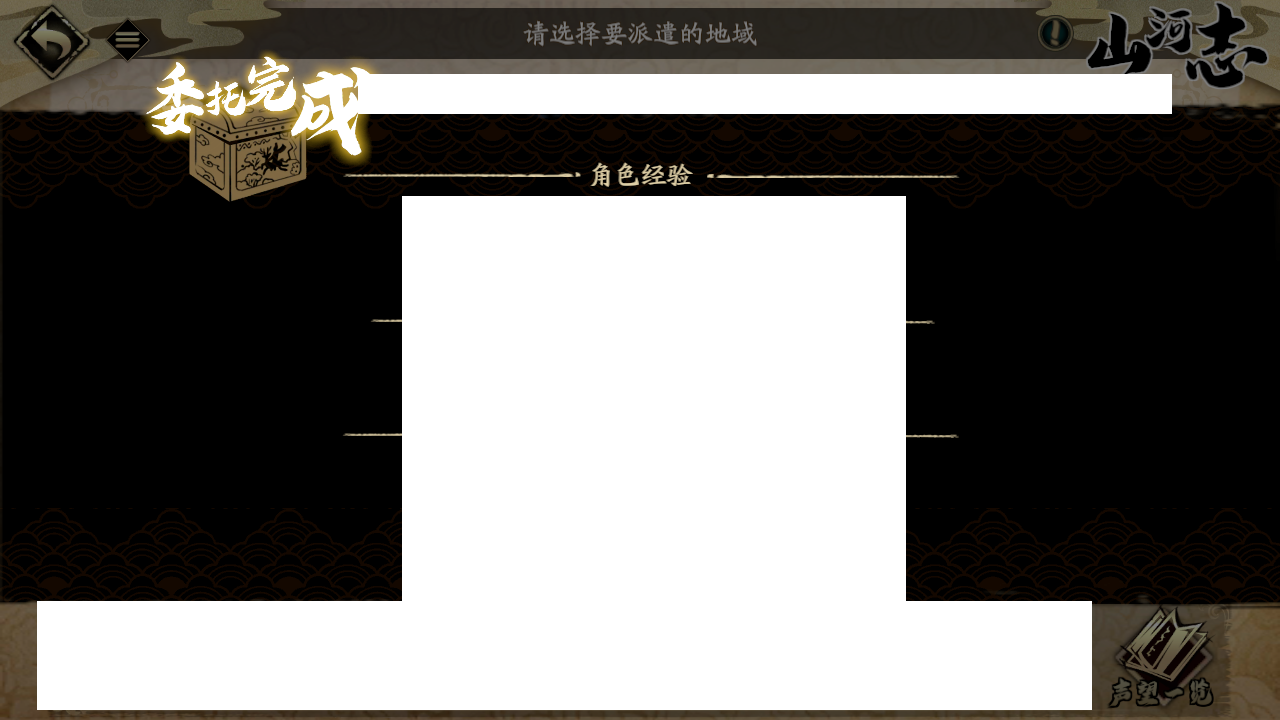 请选择要派遣的地域
山河志
委托完成
角色经验
声望一览